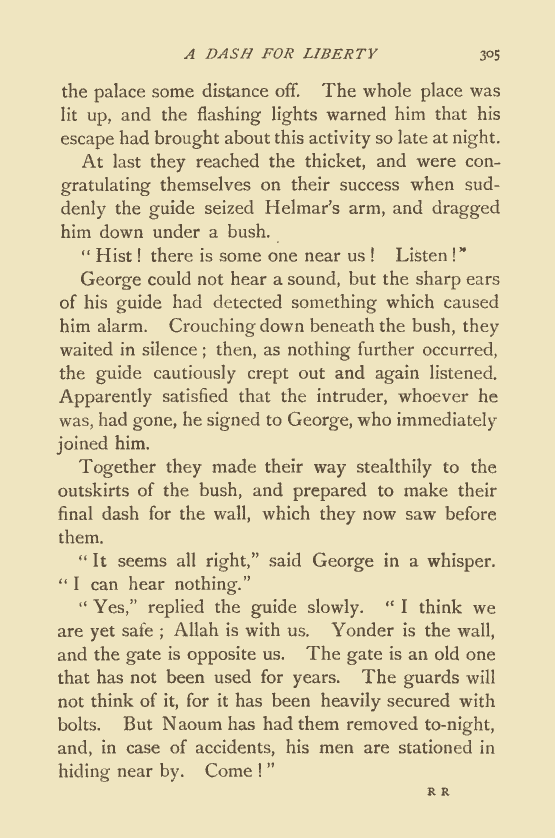 A DASH FOR LIBERTY 305
the palace some distance off. The whole place was
lit up, and the flashing lights warned him that his
escape had brought about this activity so late at night.
At last they reached the thicket, and were con-
gratulating themselves on their success when sud-
denly the guide seized Helmar's arm, and dragged
him down under a bush.
“ Hist ! there is some one near us ! Listen !”
George could not hear a sound, but the sharp ears
of his guide had detected something which caused
him alarm. Crouching down beneath the bush, they
waited in silence ; then, as nothing further occurred,
the guide cautiously crept out and again listened.
Apparently satisfied that the intruder, whoever he
was, had gone, he signed to George, who immediately
joined him.
Together they made their way stealthily to the
outskirts of the bush, and prepared to make their
final dash for the wall, which they now saw before
them.
“ It seems all right,” said George in a whisper.
“ I can hear nothing.”
“ Yes,” replied the guide slowly. “ I think we
are yet safe ; Allah is with us. Yonder is the wall,
and the gate is opposite us. The gate is an old one
that has not been used for years. The guards will
not think of it, for it has been heavily secured with
bolts. But Naoum has had them removed to-night,
and, in case of accidents, his men are stationed in
hiding near by. Come ! ”
R R